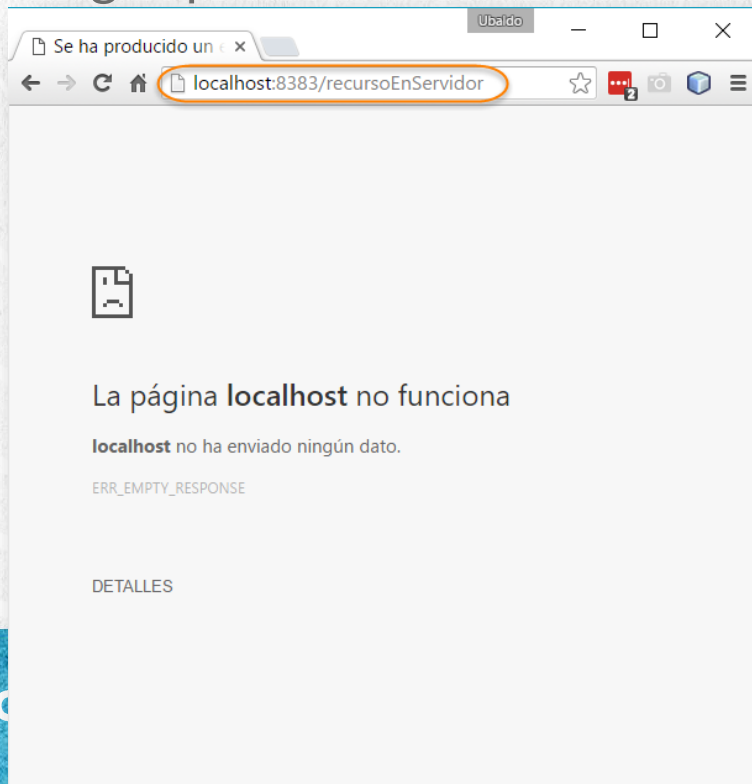 Ubaldo
Se ha producido un
localhost:8383/recursoEnServidor
2
La página localhost no funciona
localhost no ha enviado ningún dato.
ERR_EMPTY_RESPONSE
DETALLES